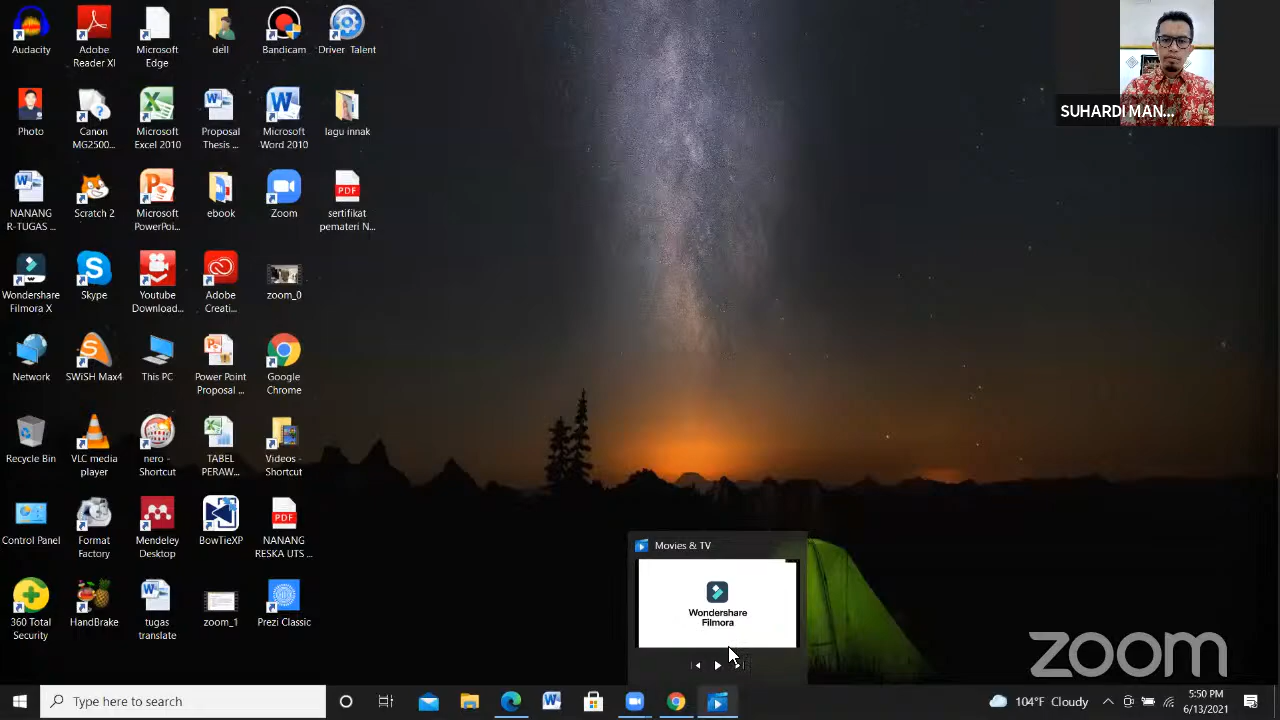 Audacity
Adobe
Reader XI
Microsoft
Edge
dell
Bandicam
Driver Talent
SUHARDI MAN...
Photo
Canon
MG2500...
Microsoft
Excel 2010
Proposal
Thesis ...
Microsoft
Word 2010
lagu innak
NANANG
R-TUGAS ...
Scratch 2
Microsoft
PowerPoi...
ebook
Zoom
PDF
sertifikat
pemateri N...
Wondershare
Filmora X
Skype
Youtube
Download...
Adobe
Creati...
zoom_0
Network
SWiSH Max4
This PC
Power Point
Proposal ...
Google
Chrome
Recycle Bin
VLC media
player
nero -
Shortcut
TABEL
PERAW...
Videos -
Shortcut
Control Panel
Format
Factory
Mendeley
Desktop
BowTieXP
PDF
NANANG
RESKA UTS ...
360 Total
Security
HandBrake
tugas
translate
zoom_1
Prezi Classic
Movies & TV
Wondershare
Filmora
zoom
Type here to search
104°F Cloudy
5:50 PM
6/13/2021